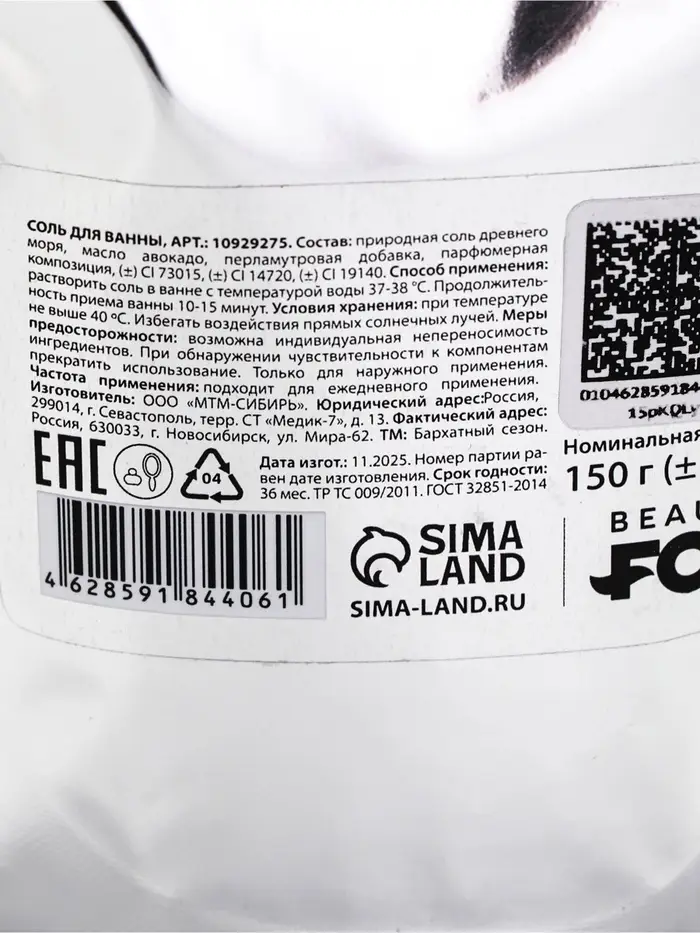 СОЛЬ ДЛЯ ВАННЫ, АРТ.: 10929275. Состав: природная соль древнего
моря, масло авокадо, перламутровая добавка, парфюмерная
композиция, (±) CI 73015, (±) CI 14720, (±) CI 19140. Способ применения:
растворить соль в ванне с температурой воды 37-38 °С. Продолжитель-
ность приема ванны 10-15 минут. Условия хранения: при температуре
не выше 40 °С. Избегать воздействия прямых солнечных лучей. Меры
предосторожности: возможна индивидуальная непереносимость
ингредиентов. При обнаружении чувствительности к компонентам
прекратить использование. Только для наружного применения.
Частота применения: подходит для ежедневного применения.
Изготовитель: ООО «МТМ-СИБИРЬ». Юридический адрес:Россия,
299014, г. Севастополь, терр. СТ «Медик-7», д. 13. Фактический адрес:
Россия, 630033, г. Новосибирск, ул. Мира-62. ТМ: Бархатный сезон.
EAC
04
Дата изгот.: 11.2025. Номер партии ра-
вен дате изготовления. Срок годности:
36 мес. ТР ТС 009/2011. ГОСТ 32851-2014
4 628591 844061
SIMA
LAND
SIMA-LAND.RU
010462859184
15pKQL
Номинальная
150 г (±
BEAU
FO